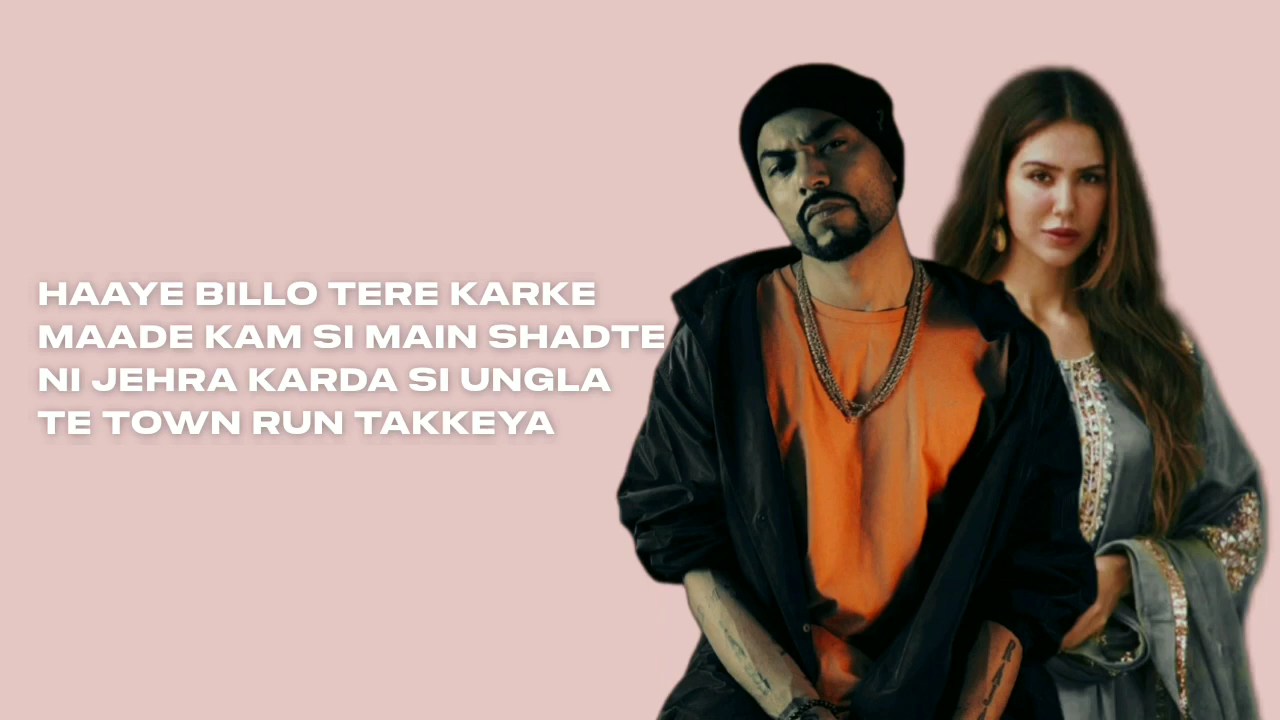 HAAYE BILLO TERE KARKE
MAADE KAM SI MAIN SHADTE
NI JEHRA KARDA SI UNGLA
TE TOWN RUN TAKKEYA